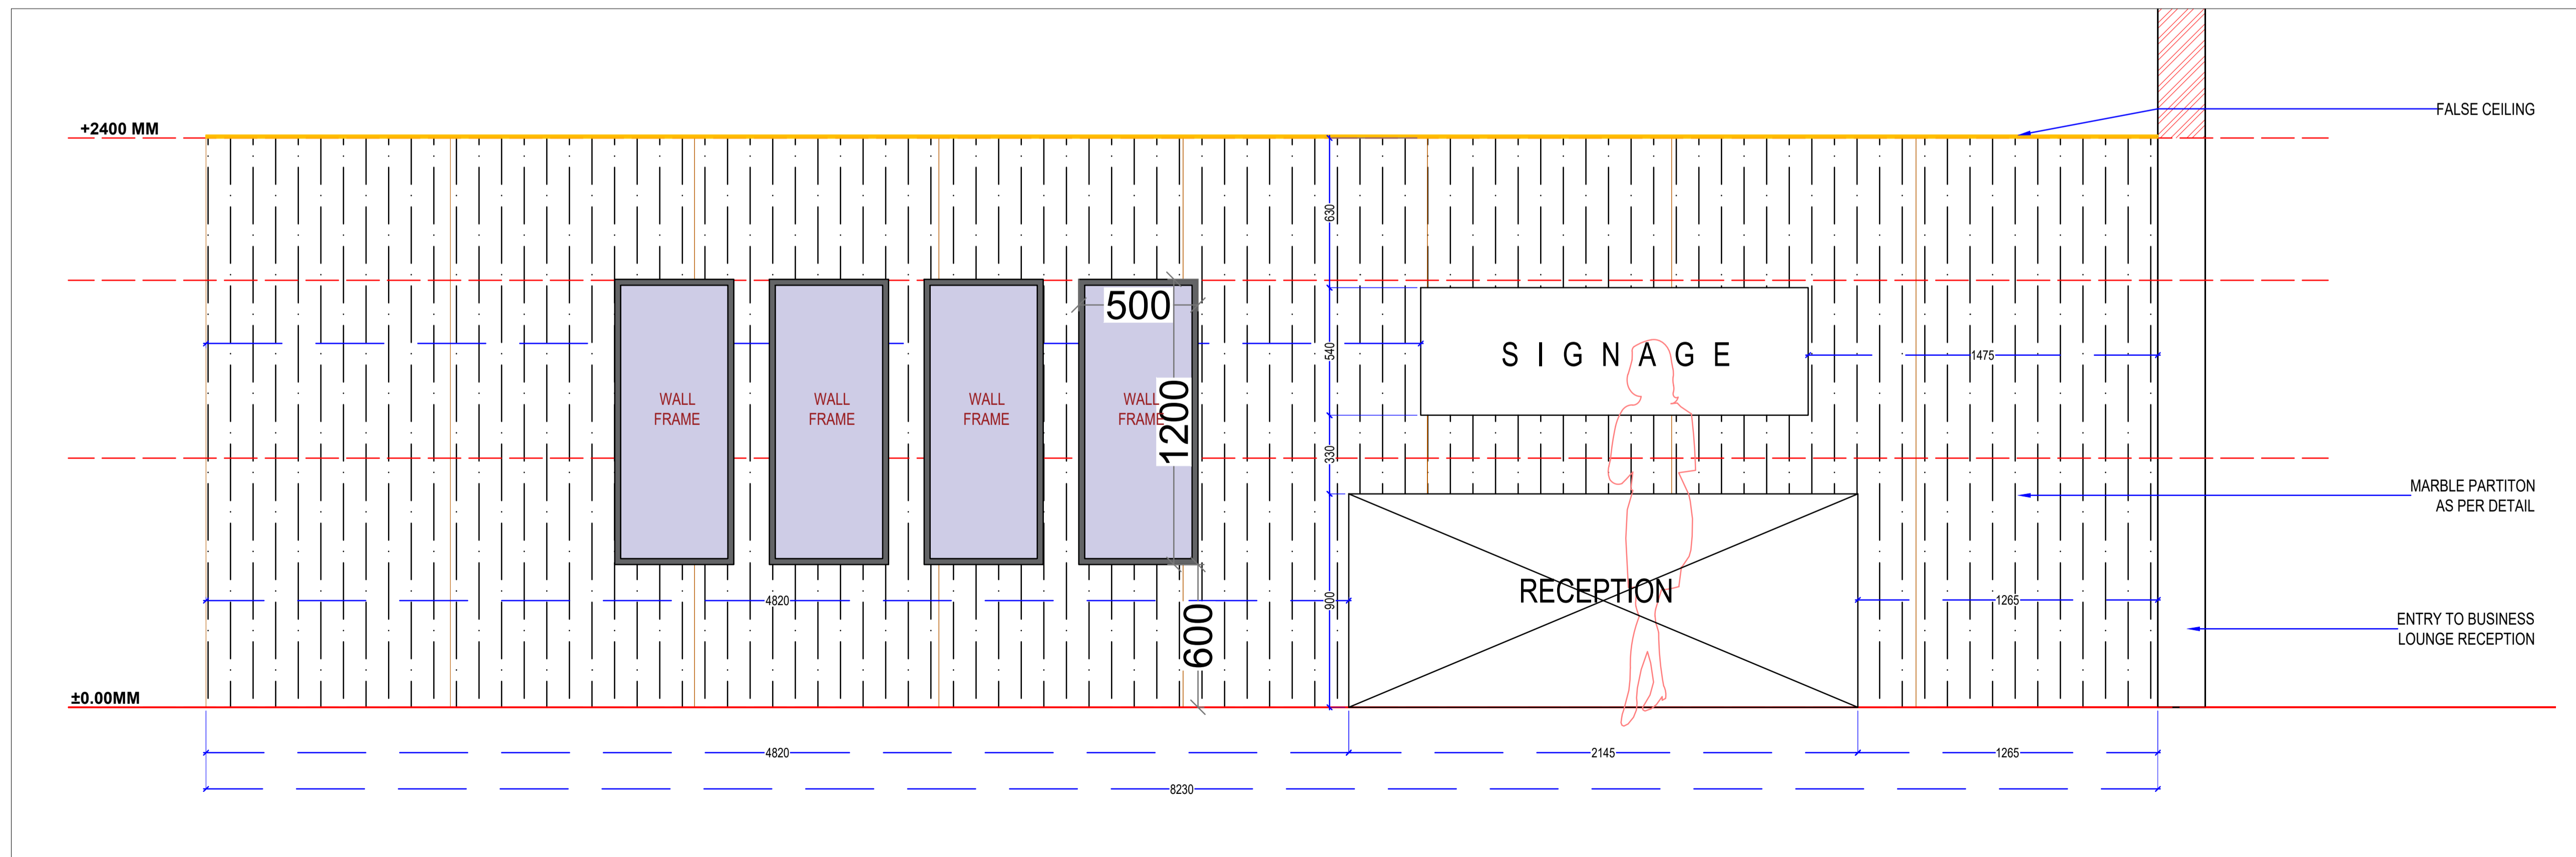 FALSE CEILING
+2400 MM
630
500
540
S I G N A G E
1475
WALL
FRAME
WALL
FRAME
WALL
FRAME
WALL
FRAME
1200
330
MARBLE PARTITON
AS PER DETAIL
4820
900
RECEPTION
1265
600
ENTRY TO BUSINESS
LOUNGE RECEPTION
±0.00MM
4820
2145
1265
8230